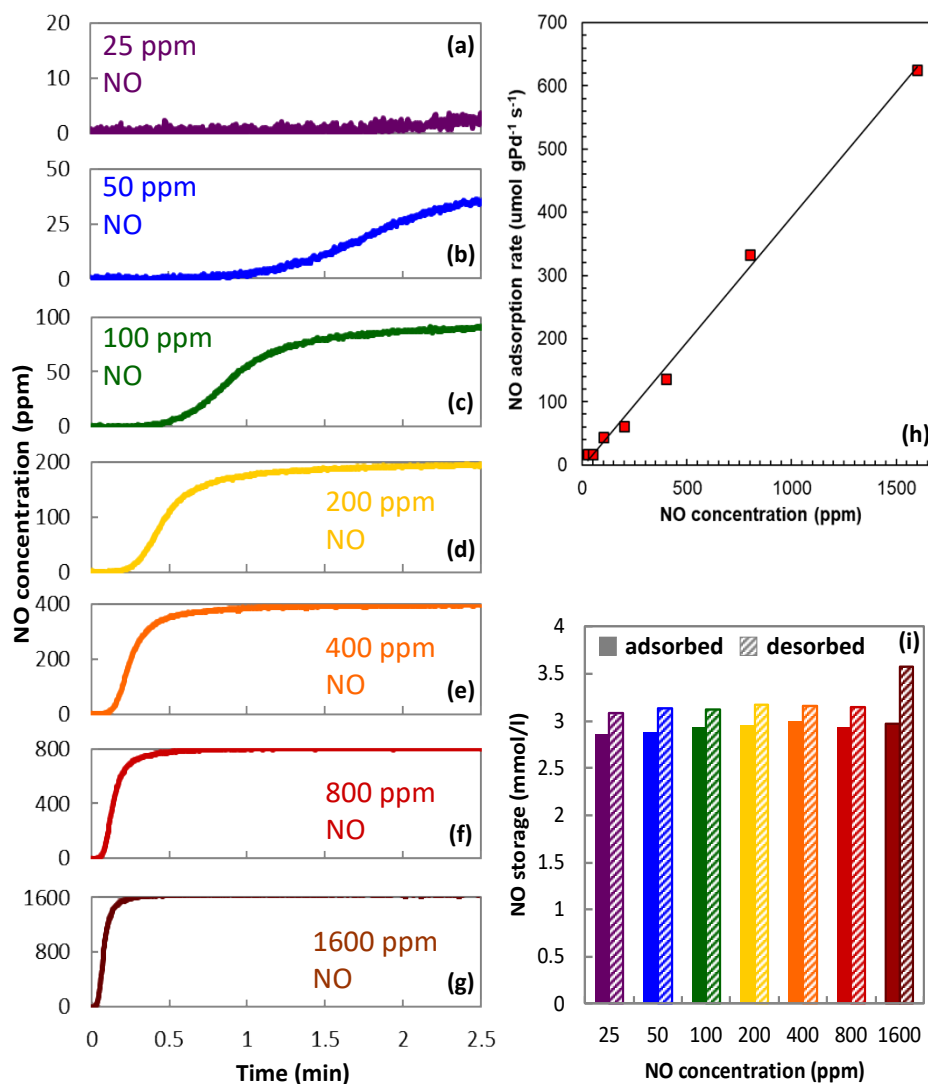 NO concentration (ppm)
20
10
0
25 ppm
NO
(a)
50
25
0
50 ppm
NO
(b)
100
50
0
100 ppm
NO
(c)
200
100
0
200 ppm
NO
(d)
400
200
0
400 ppm
NO
(e)
800
400
0
800 ppm
NO
(f)
1600
800
0
1600 ppm
NO
(g)
0 0.5 1 1.5 2 2.5
Time (min)
NO adsorption rate (umol gPd⁻¹ s⁻¹)
700
600
500
400
300
200
100
0
(h)
0 500 1000 1500
NO concentration (ppm)
NO storage (mmol/l)
4
3.5
3
2.5
2
1.5
1
0.5
0
adsorbed desorbed
(i)
25 50 100 200 400 800 1600
NO concentration (ppm)